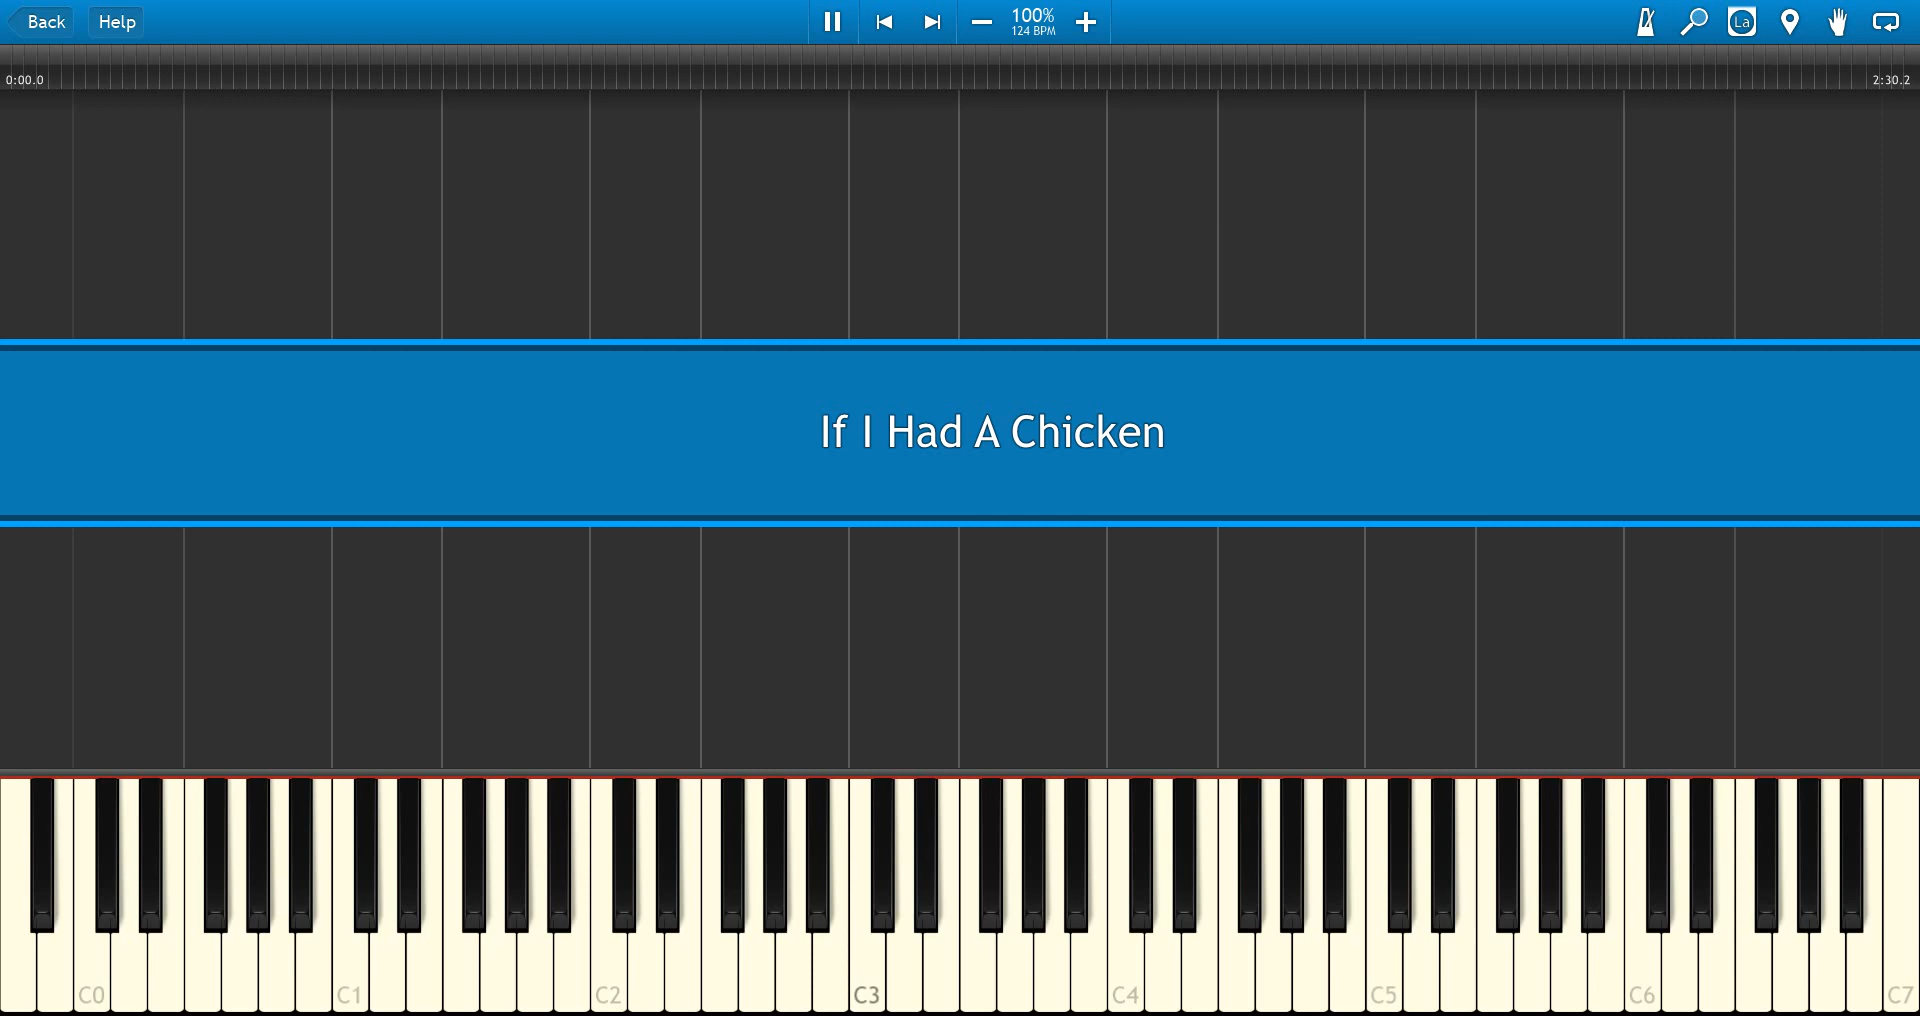 Back
Help
100%
124 BPM
La
0:00.0
2:30.2
If I Had A Chicken
C0
C1
C2
C3
C4
C5
C6
C7